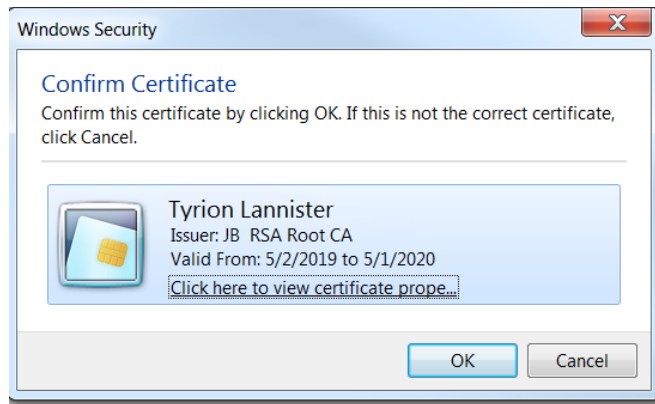 Windows Security
Confirm Certificate
Confirm this certificate by clicking OK. If this is not the correct certificate,
click Cancel.
Tyrion Lannister
Issuer: JB  RSA Root CA
Valid From: 5/2/2019 to 5/1/2020
Click here to view certificate prope...
OK
Cancel